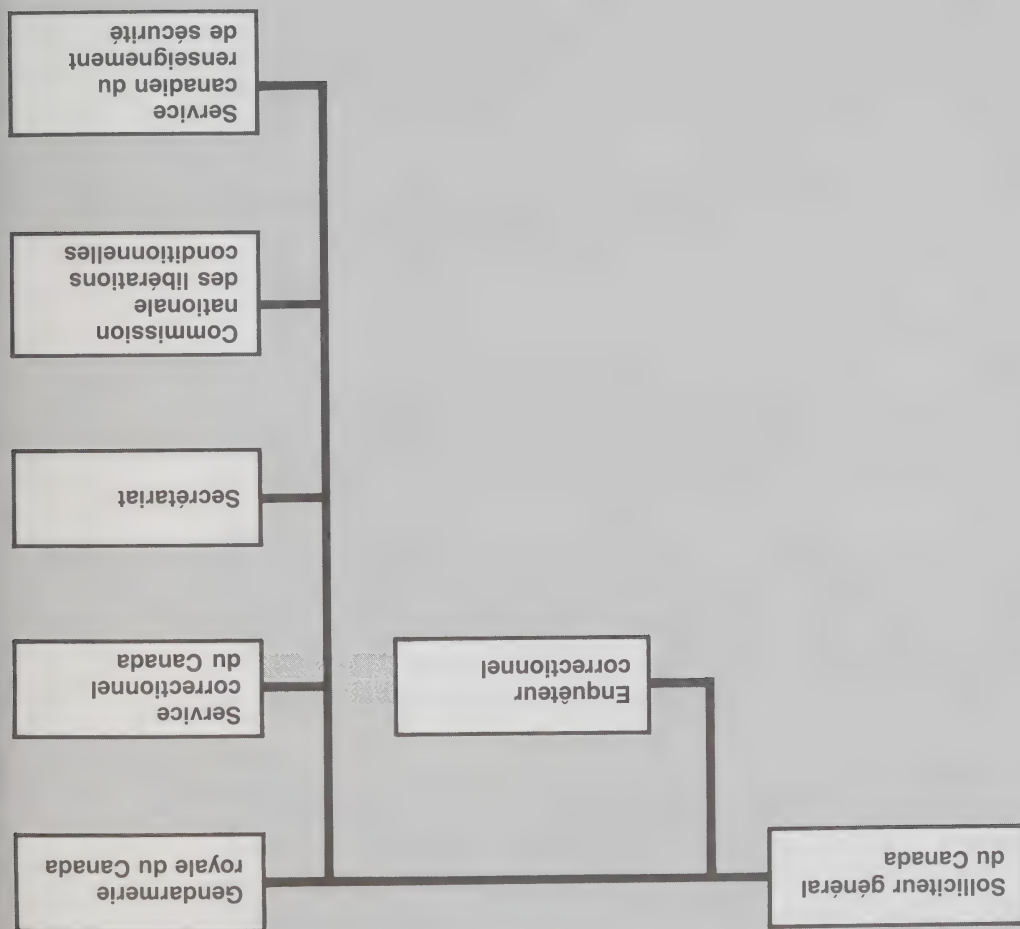 Solliciteur général
du Canada
Gendarmerie
royale du Canada
Enquêteur
correctionnel
Service
correctionnel
du Canada
Secrétariat
Commission
nationale
des libérations
conditionnelles
Service
canadien du
renseignement
de sécurité